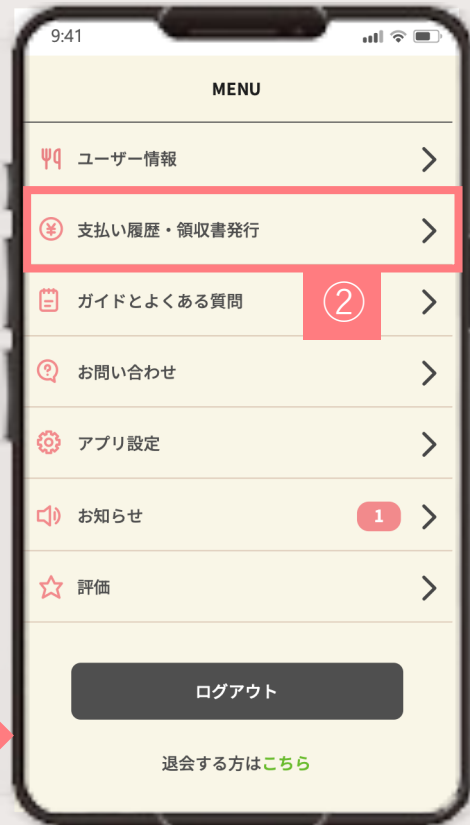 9:41
MENU
ユーザー情報
支払い履歴・領収書発行
ガイドとよくある質問
②
お問い合わせ
アプリ設定
お知らせ 1
評価
ログアウト
退会する方はこちら